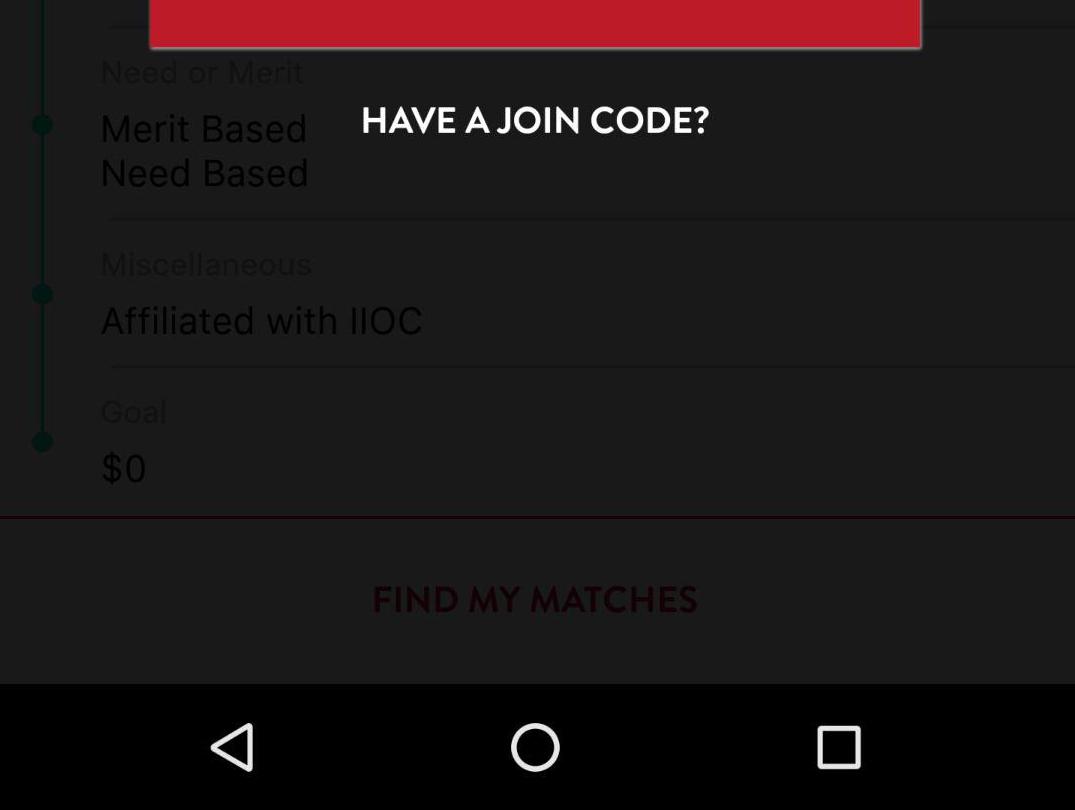 Need or Merit
HAVE A JOIN CODE?
Merit Based
Need Based
Miscellaneous
Affiliated with IIOC
Goal
$0
FIND MY MATCHES